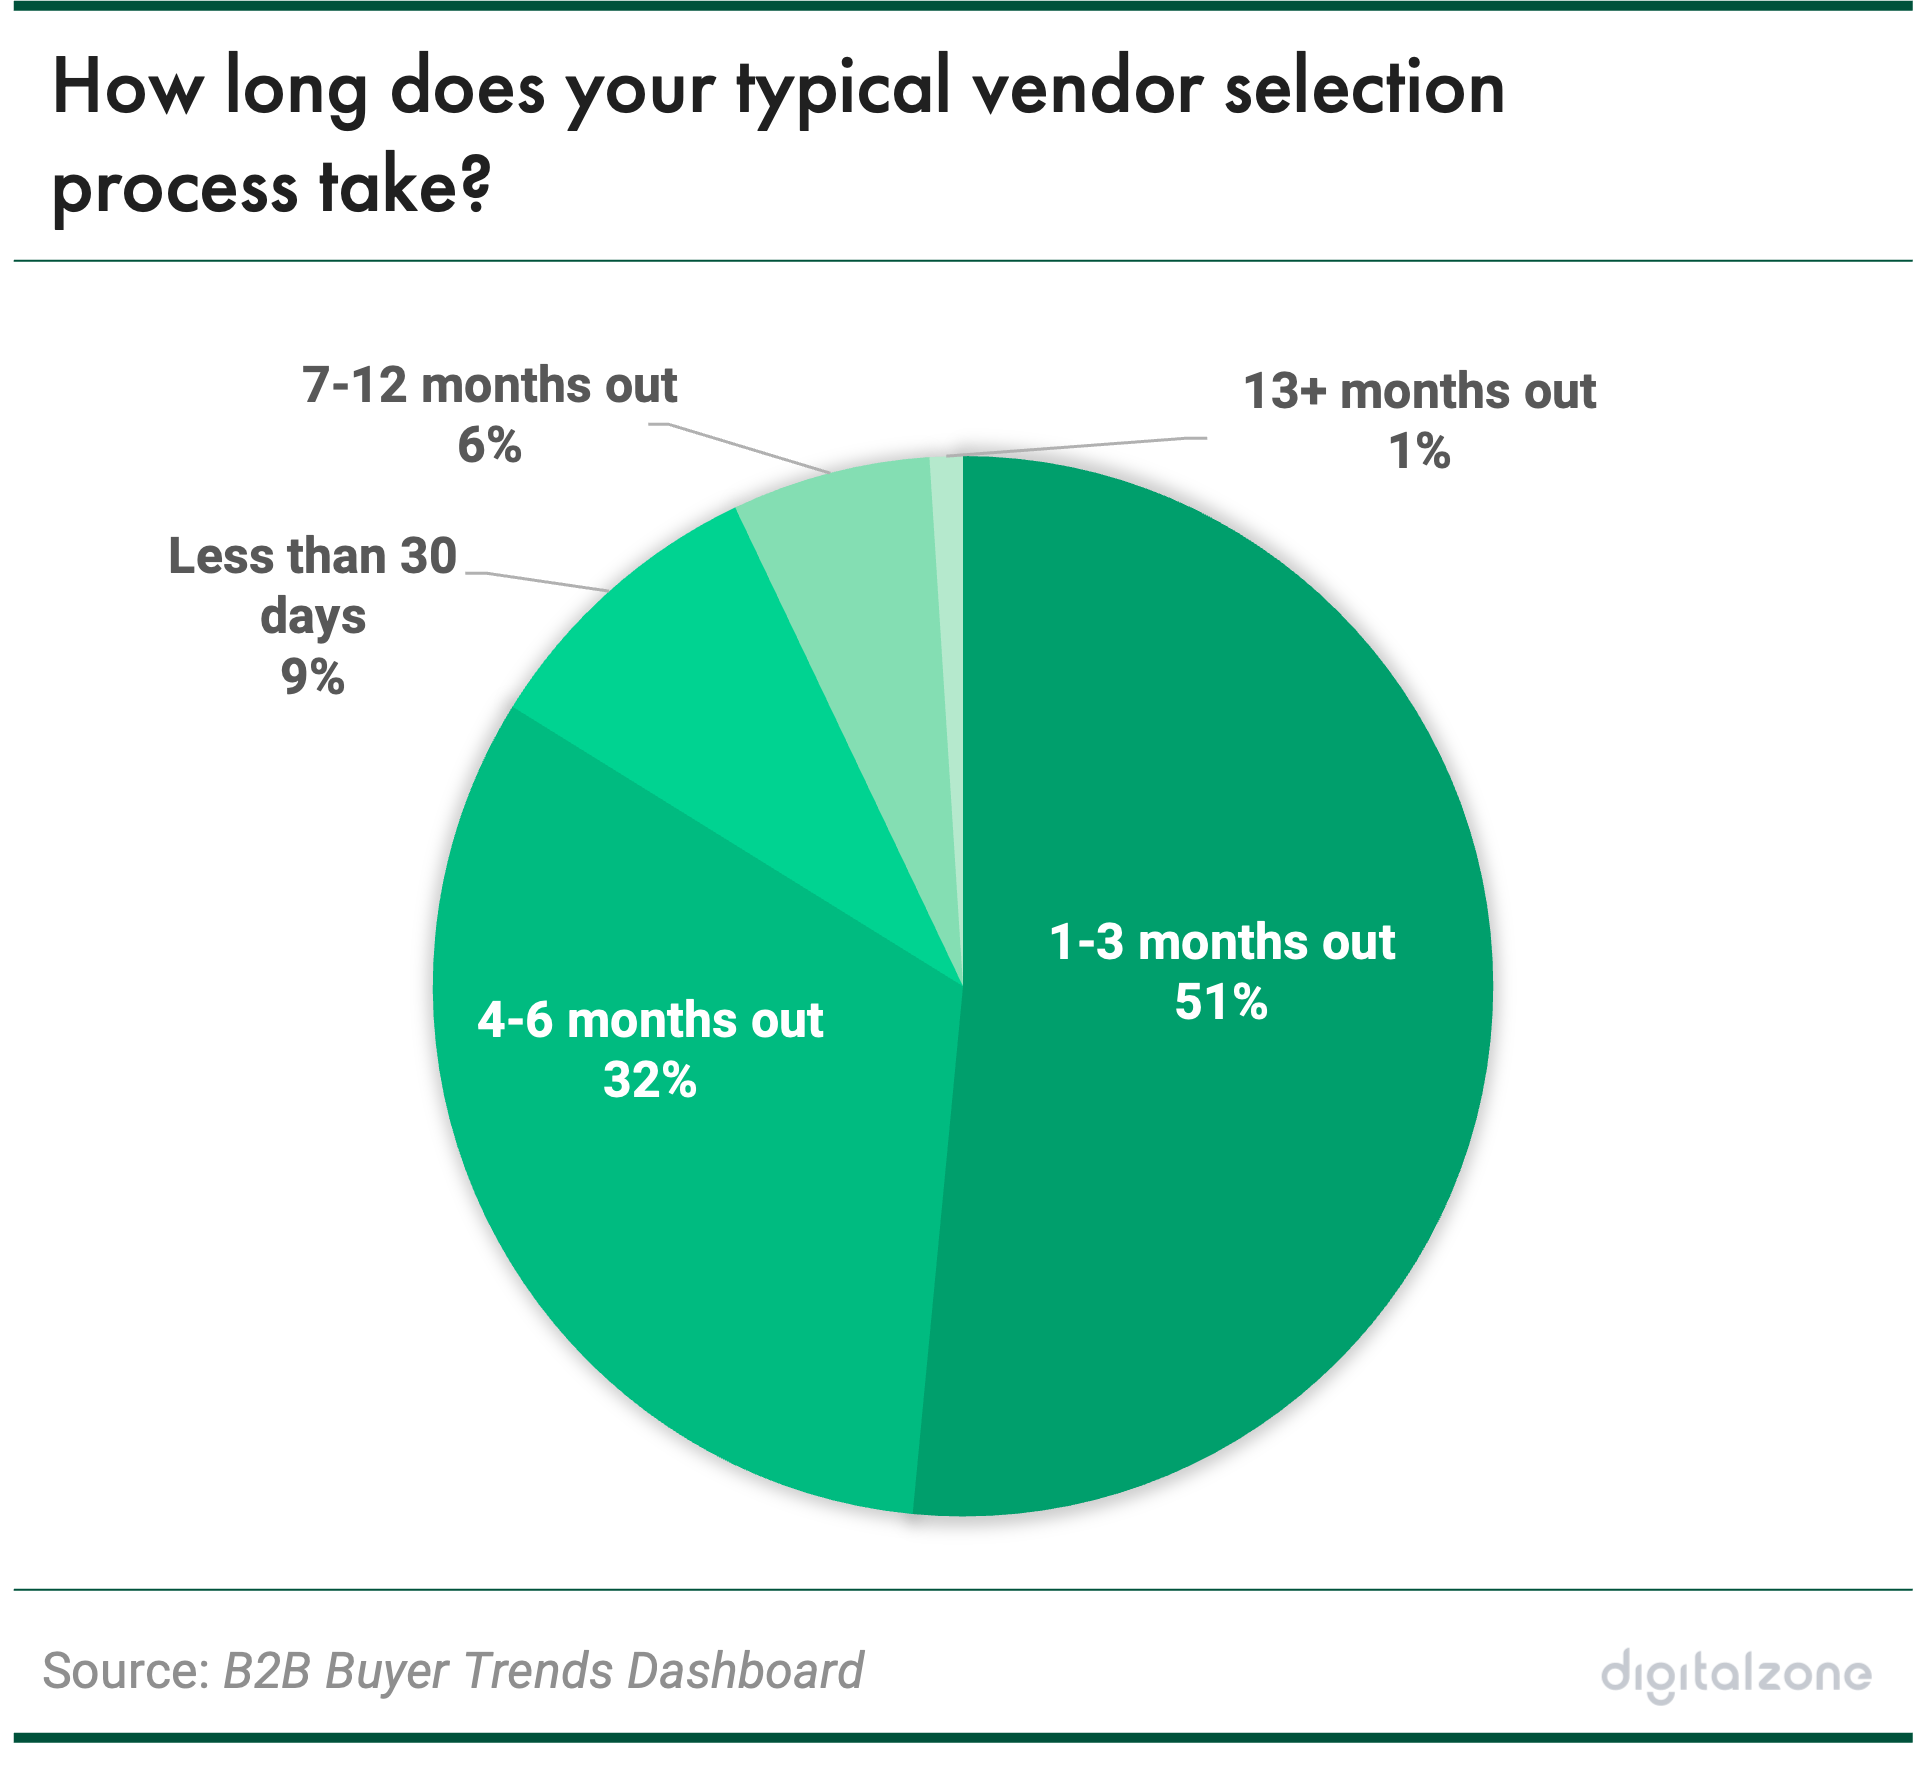 How long does your typical vendor selection
process take?
7-12 months out
6%
13+ months out
1%
Less than 30
days
9%
1-3 months out
51%
4-6 months out
32%
Source: B2B Buyer Trends Dashboard
digitalzone